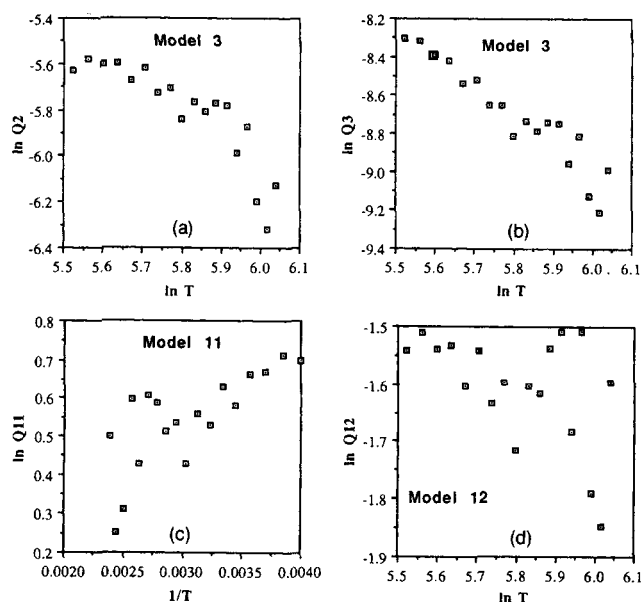 -5.4
-5.6
-5.8
-6.0
-6.2
-6.4
ln Q2
Model 3
(a)
5.5 5.6 5.7 5.8 5.9 6.0 6.1
ln T
-8.2
-8.4
-8.6
-8.8
-9.0
-9.2
-9.4
ln Q3
Model 3
(b)
5.5 5.6 5.7 5.8 5.9 6.0 6.1
ln T
0.8
0.7
0.6
0.5
0.4
0.3
0.2
ln Q11
Model 11
(c)
0.0020 0.0025 0.0030 0.0035 0.0040
1/T
-1.5
-1.6
-1.7
-1.8
-1.9
ln Q12
Model 12
(d)
5.5 5.6 5.7 5.8 5.9 6.0 6.1
ln T